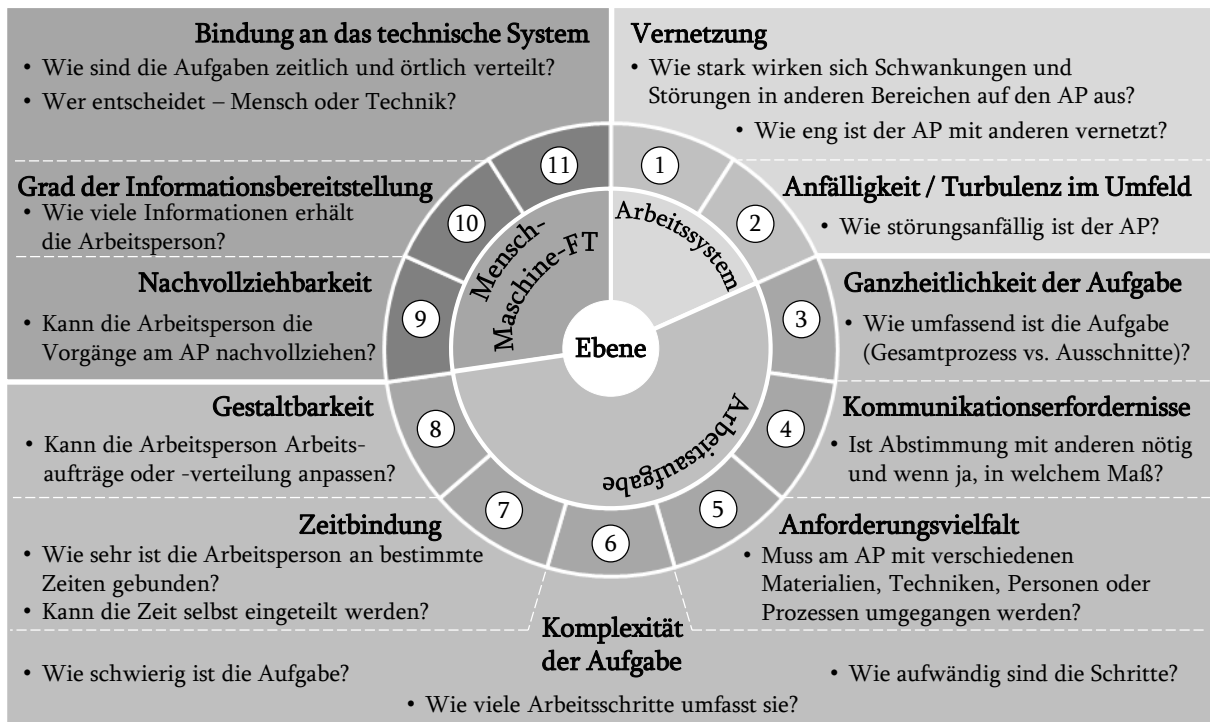 Bindung an das technische System
• Wie sind die Aufgaben zeitlich und örtlich verteilt?
• Wer entscheidet – Mensch oder Technik?
Vernetzung
• Wie stark wirken sich Schwankungen und
Störungen in anderen Bereichen auf den AP aus?
• Wie eng ist der AP mit anderen vernetzt?
Grad der Informationsbereitstellung
• Wie viele Informationen erhält
die Arbeitsperson?
Anfälligkeit / Turbulenz im Umfeld
• Wie störungsanfällig ist der AP?
Nachvollziehbarkeit
• Kann die Arbeitsperson die
Vorgänge am AP nachvollziehen?
Ganzheitlichkeit der Aufgabe
• Wie umfassend ist die Aufgabe
(Gesamtprozess vs. Ausschnitte)?
Gestaltbarkeit
• Kann die Arbeitsperson Arbeits-
aufträge oder -verteilung anpassen?
Kommunikationserfordernisse
• Ist Abstimmung mit anderen nötig
und wenn ja, in welchem Maß?
Zeitbindung
• Wie sehr ist die Arbeitsperson an bestimmte
Zeiten gebunden?
• Kann die Zeit selbst eingeteilt werden?
Anforderungsvielfalt
• Muss am AP mit verschiedenen
Materialien, Techniken, Personen oder
Prozessen umgegangen werden?
Komplexität
der Aufgabe
• Wie schwierig ist die Aufgabe?
• Wie viele Arbeitsschritte umfasst sie?
• Wie aufwändig sind die Schritte?
1
2
3
4
5
6
7
8
9
10
11
Arbeitssystem
Arbeitsaufgabe
Mensch-
Maschine-FT
Ebene